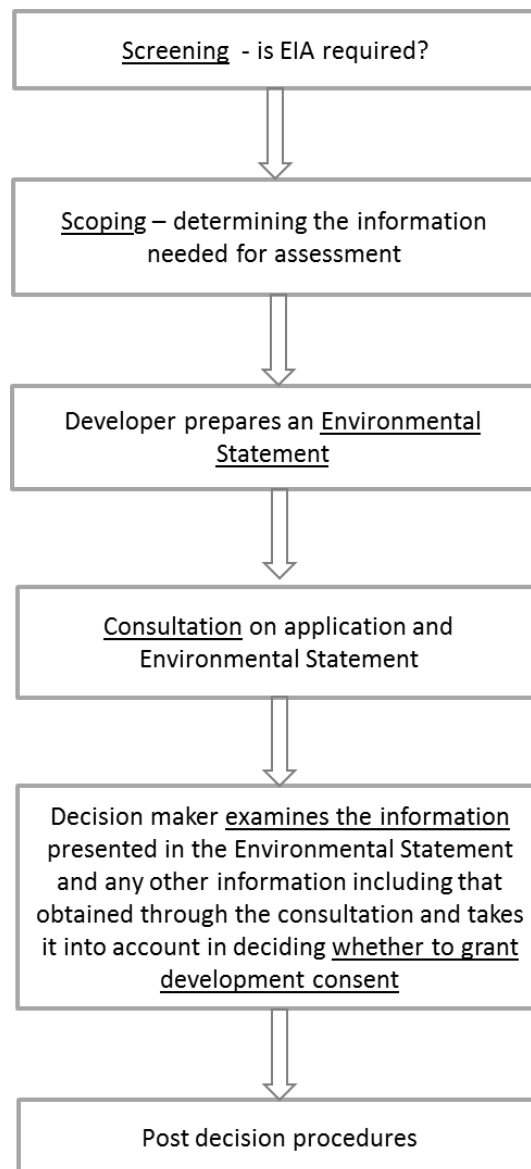 Screening - is EIA required?
Scoping – determining the information
needed for assessment
Developer prepares an Environmental
Statement
Consultation on application and
Environmental Statement
Decision maker examines the information
presented in the Environmental Statement
and any other information including that
obtained through the consultation and takes
it into account in deciding whether to grant
development consent
Post decision procedures